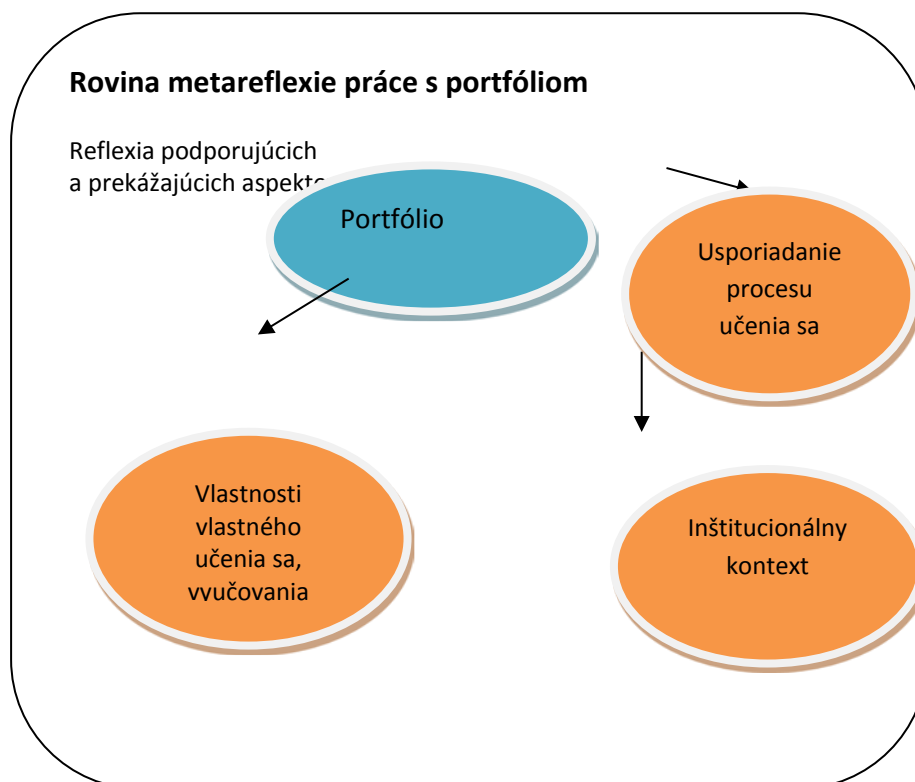 Rovina metareflexie práce s portfóliom
Reflexia podporujúcich
a prekážajúcich
Portfólio
Usporiadanie
procesu
učenia sa
Vlastnosti
vlastného
učenia sa,
vyučovania
Inštitucionálny
kontext